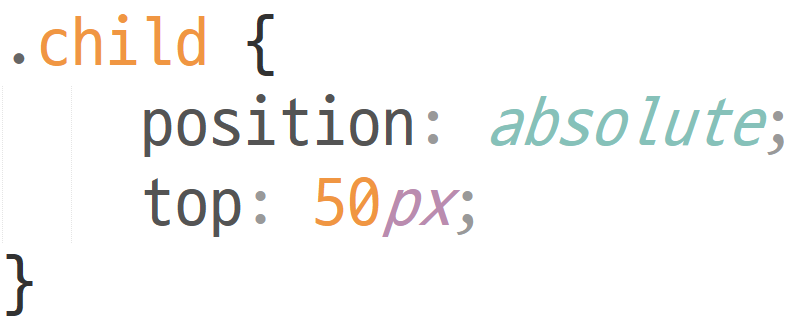 .child {
    position: absolute;
    top: 50px;
}